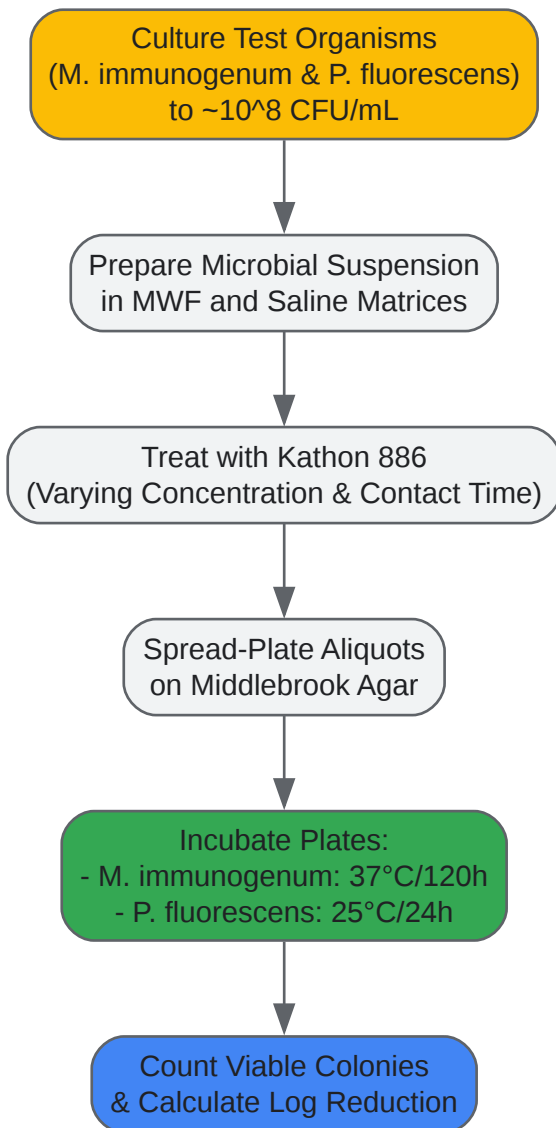 Culture Test Organisms
(M. immunogenum & P. fluorescens)
to ~10^8 CFU/mL
Prepare Microbial Suspension
in MWF and Saline Matrices
Treat with Kathon 886
(Varying Concentration & Contact Time)
Spread-Plate Aliquots
on Middlebrook Agar
Incubate Plates:
- M. immunogenum: 37°C/120h
- P. fluorescens: 25°C/24h
Count Viable Colonies
& Calculate Log Reduction